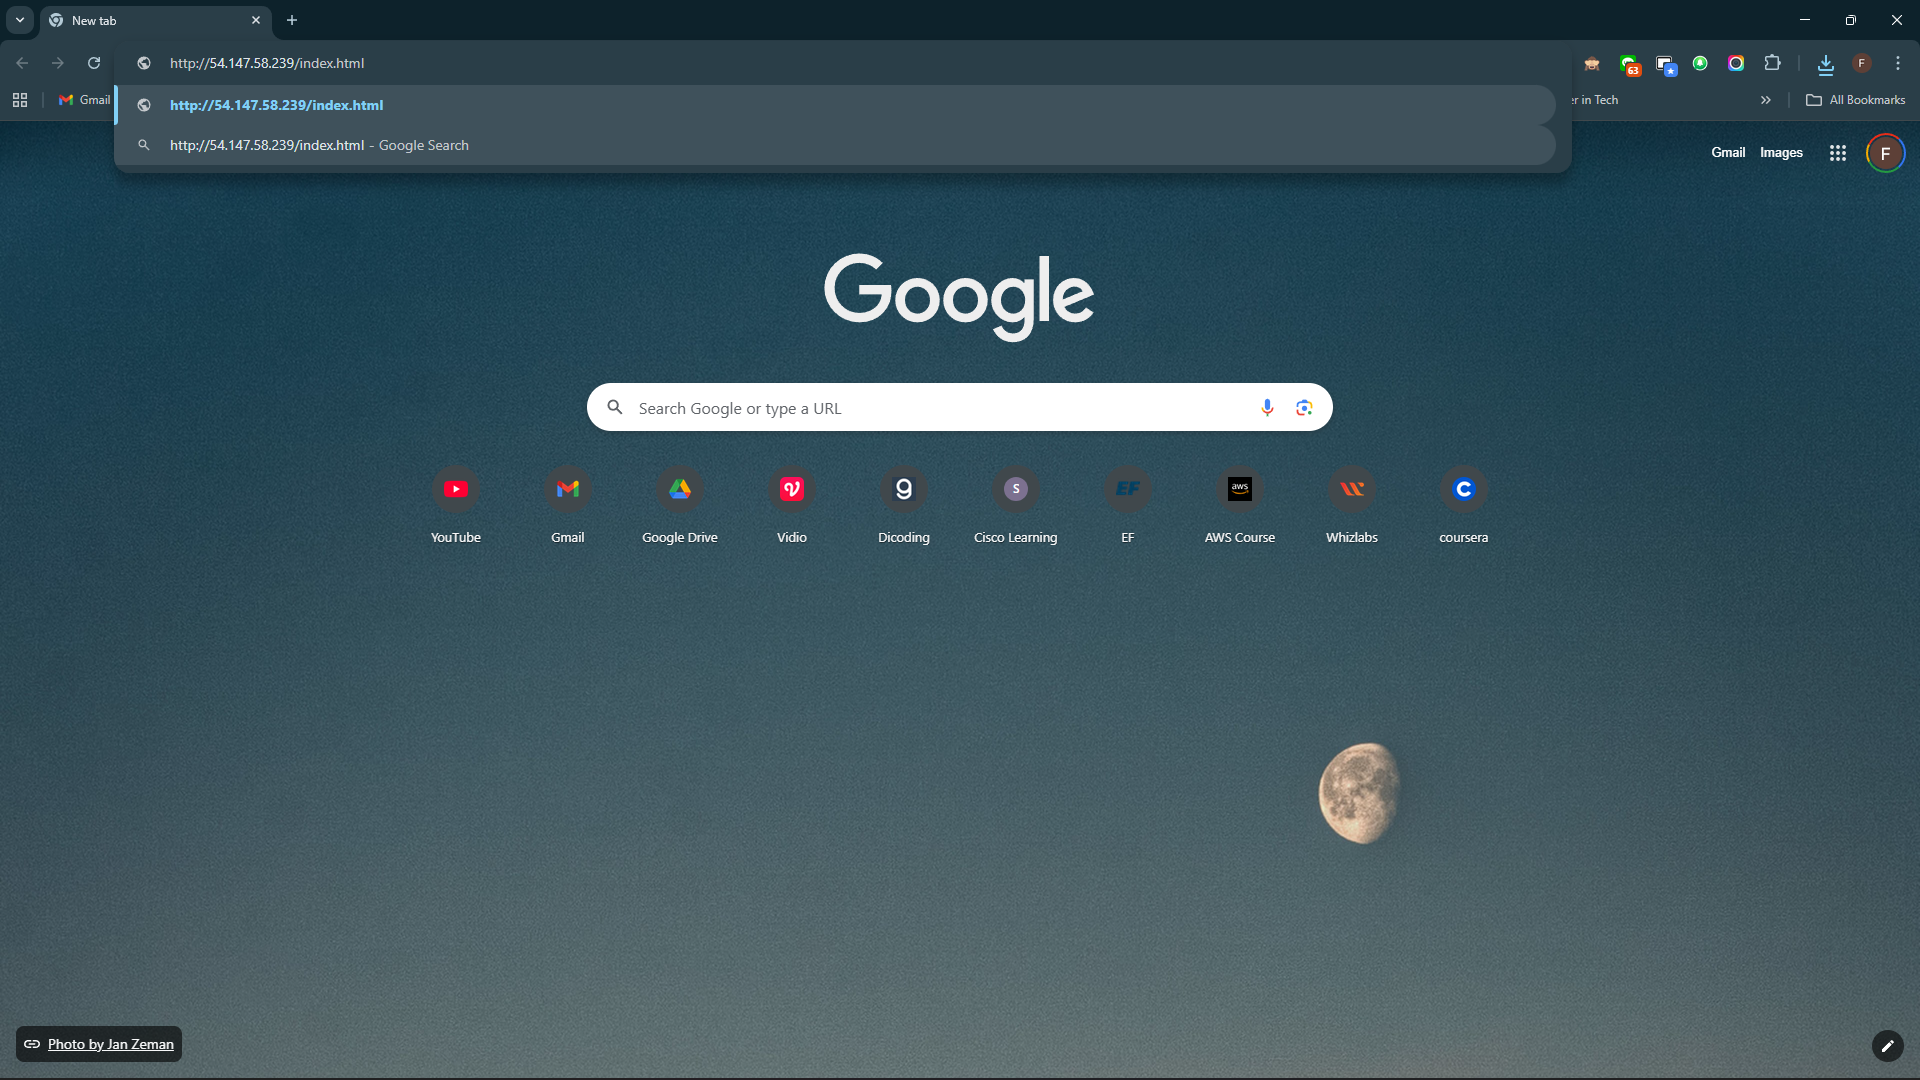 New tab
http://54.147.58.239/index.html
63
F
Gmail
http://54.147.58.239/index.html
er in Tech
All Bookmarks
http://54.147.58.239/index.html - Google Search
Gmail
Images
F
Google
Search Google or type a URL
aws
S
EF
YouTube
Gmail
Google Drive
Vidio
Dicoding
Cisco Learning
EF
AWS Course
Whizlabs
coursera
Photo by Jan Zeman